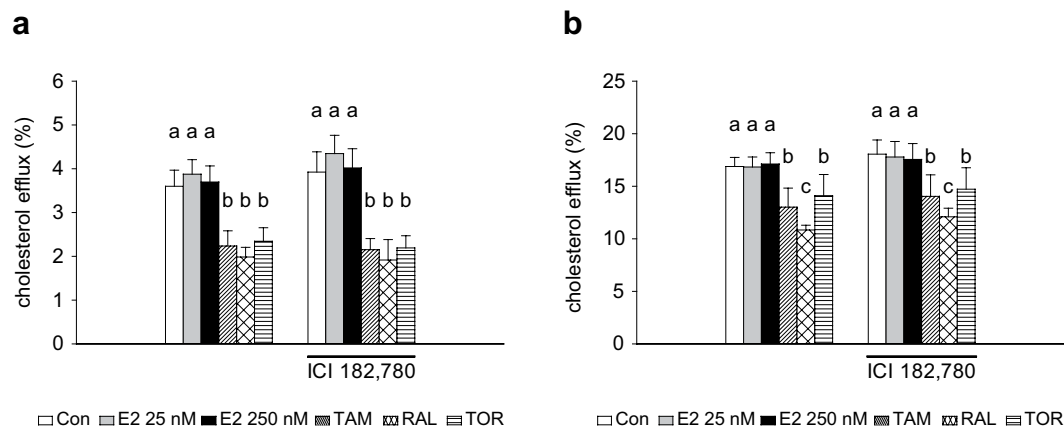 a
cholesterol efflux (%)
6
5
4
3
2
1
0
a a a
b b b
a a a
b b b
ICI 182,780
Con E2 25 nM E2 250 nM TAM RAL TOR
b
cholesterol efflux (%)
25
20
15
10
5
0
a a a
b
c
b
a a a
b
c
b
ICI 182,780
Con E2 25 nM E2 250 nM TAM RAL TOR